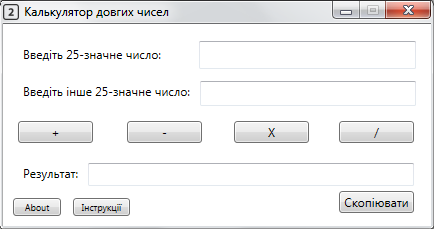 2 Калькулятор довгих чисел
Введіть 25-значне число:
Введіть інше 25-значне число:
+ - X /
Результат:
Скопіювати
About Інструкції